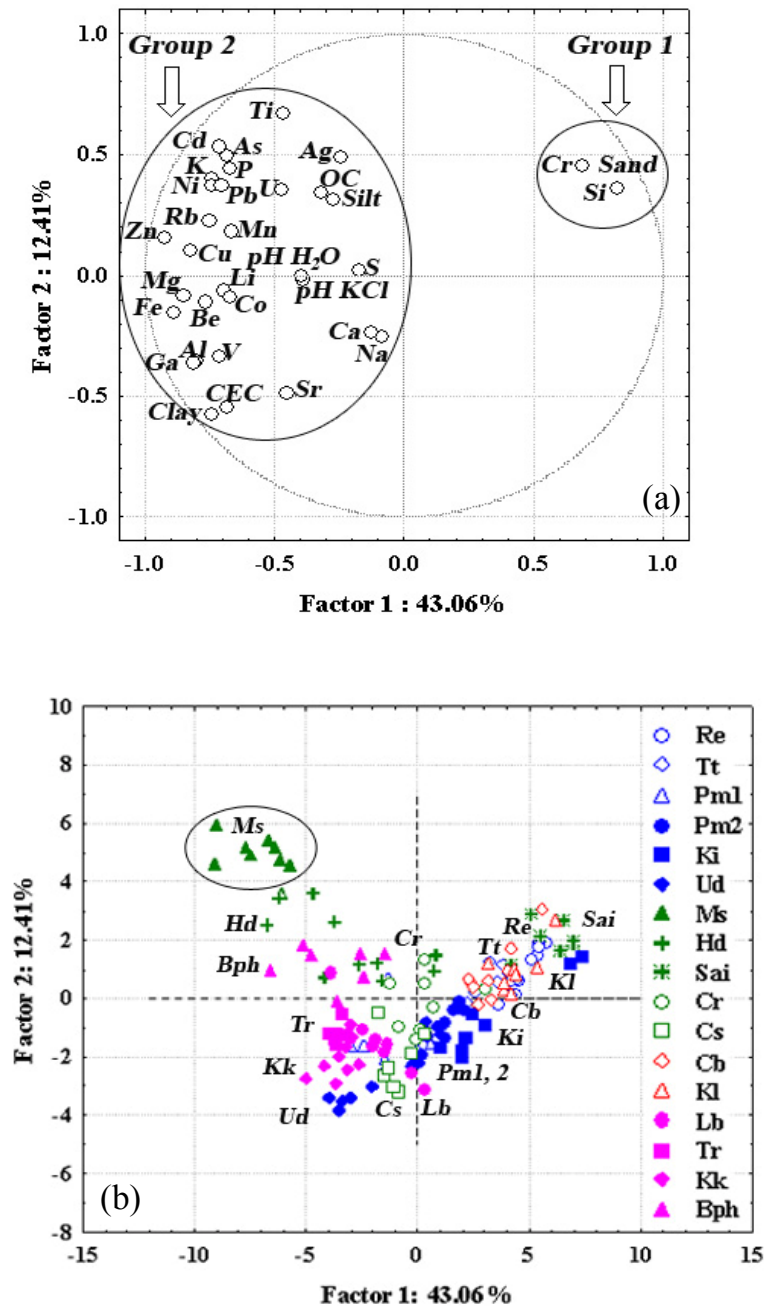 1.0
Group 2 Group 1
Ti
Cd As Ag
0.5
K P Cr Sand
Ni Pb U OC Si
Silt
Rb Mn
Zn Cu pH H2O S
0.0
Mg Li pH KCl
Fe Be Co
Ca
Al V Na
Ga
-0.5
CEC Sr
Clay
-1.0
(a)
-1.0 -0.5 0.0 0.5 1.0
Factor 2 : 12.41%
Factor 1 : 43.06%
10
8
6
4
2
0
-2
-4
-6
-8
Factor 2: 12.41%
Ms
Hd Cr Re Sai
Bph Tt
Kl
Cb
Tr Ki
Kk Pm1, 2
Ud Cs Lb
(b)
Re
Tt
Pm1
Pm2
Ki
Ud
Ms
Hd
Sai
Cr
Cs
Cb
Kl
Lb
Tr
Kk
Bph
-15 -10 -5 0 5 10 15
Factor 1: 43.06%